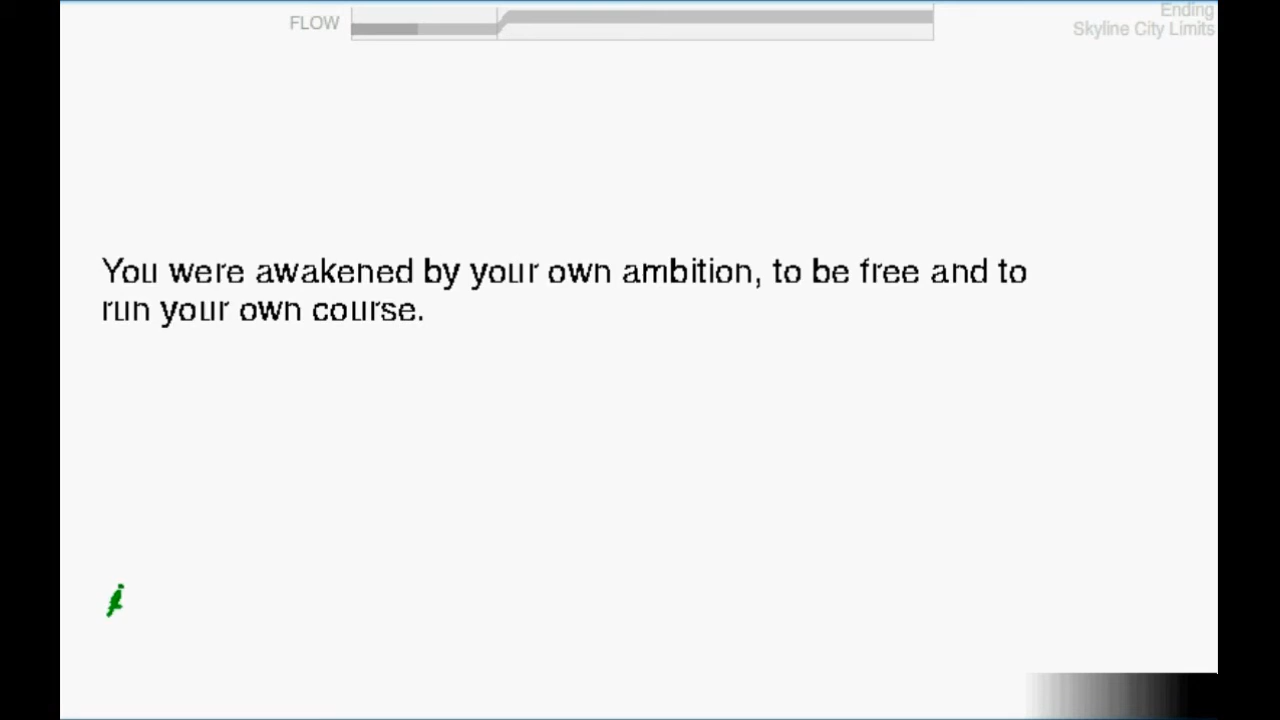 FLOW
Ending
Skyline City Limits
You were awakened by your own ambition, to be free and to
run your own course.